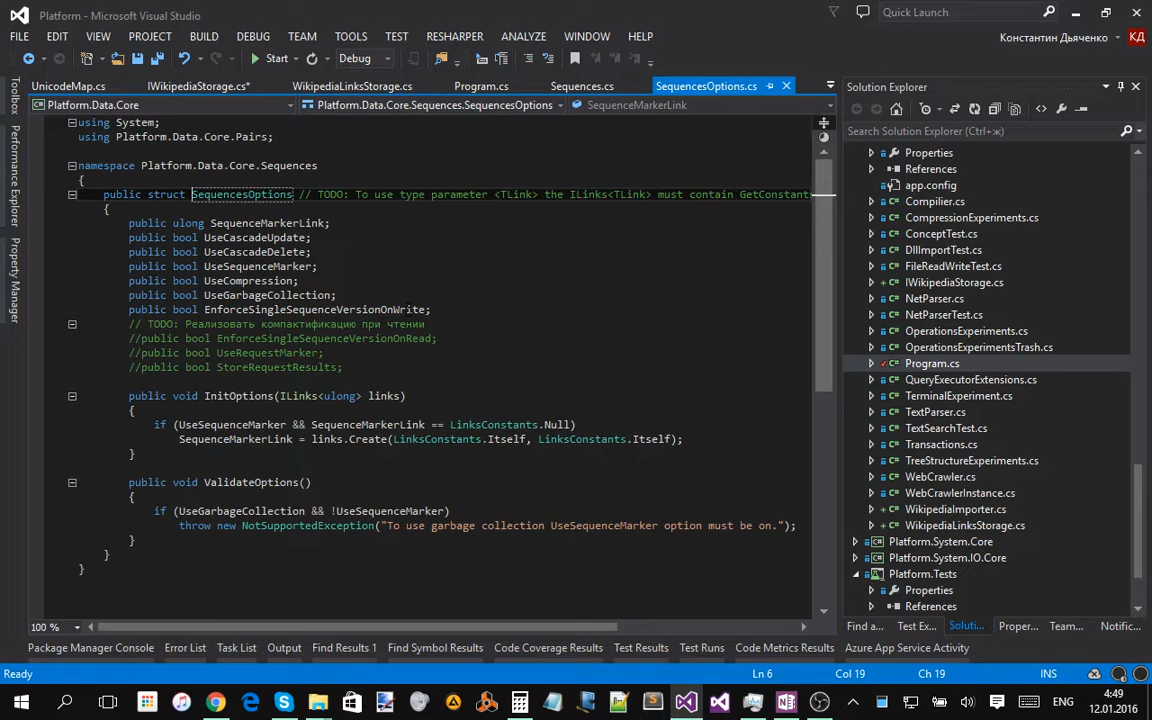 Platform - Microsoft Visual Studio
Quick Launch
FILE EDIT VIEW PROJECT BUILD DEBUG TEAM TOOLS TEST RESHARPER ANALYZE WINDOW HELP
Константин Дьяченко КД
Start Debug
UnicodeMap.cs IWikipediaStorage.cs* WikipediaLinksStorage.cs Program.cs Sequences.cs SequencesOptions.cs
Platform.Data.Core Platform.Data.Core.Sequences.SequencesOptions SequenceMarkerLink
Toolbox
Performance Explorer
Property Manager
using System;
using Platform.Data.Core.Pairs;
namespace Platform.Data.Core.Sequences
{
public struct SequencesOptions // TODO: To use type parameter <TLink> the ILinks<TLink> must contain GetConstants
{
public ulong SequenceMarkerLink;
public bool UseCascadeUpdate;
public bool UseCascadeDelete;
public bool UseSequenceMarker;
public bool UseCompression;
public bool UseGarbageCollection;
public bool EnforceSingleSequenceVersionOnWrite;
// TODO: Реализовать компактификацию при чтении
//public bool EnforceSingleSequenceVersionOnRead;
//public bool UseRequestMarker;
//public bool StoreRequestResults;
public void InitOptions(ILinks<ulong> links)
{
if (UseSequenceMarker && SequenceMarkerLink == LinksConstants.Null)
SequenceMarkerLink = links.Create(LinksConstants.Itself, LinksConstants.Itself);
}
public void ValidateOptions()
{
if (UseGarbageCollection && !UseSequenceMarker)
throw new NotSupportedException("To use garbage collection UseSequenceMarker option must be on.");
}
}
}
100 %
Solution Explorer
Search Solution Explorer (Ctrl+ж)
Properties
References
app.config
Compilier.cs
CompressionExperiments.cs
ConceptTest.cs
DllImportTest.cs
FileReadWriteTest.cs
IWikipediaStorage.cs
NetParser.cs
NetParserTest.cs
OperationsExperiments.cs
OperationsExperimentsTrash.cs
Program.cs
QueryExecutorExtensions.cs
TerminalExperiment.cs
TextParser.cs
TextSearchTest.cs
Transactions.cs
TreeStructureExperiments.cs
WebCrawler.cs
WebCrawlerInstance.cs
WikipediaImporter.cs
WikipediaLinksStorage.cs
Platform.System.Core
Platform.System.IO.Core
Platform.Tests
Properties
References
Find a... Test Ex... Soluti... Proper... Team... Notific...
Package Manager Console Error List Task List Output Find Results 1 Find Symbol Results Code Coverage Results Test Results Test Runs Code Metrics Results Azure App Service Activity
Ready Ln 6 Col 19 Ch 19 INS
ENG 4:49
12.01.2016